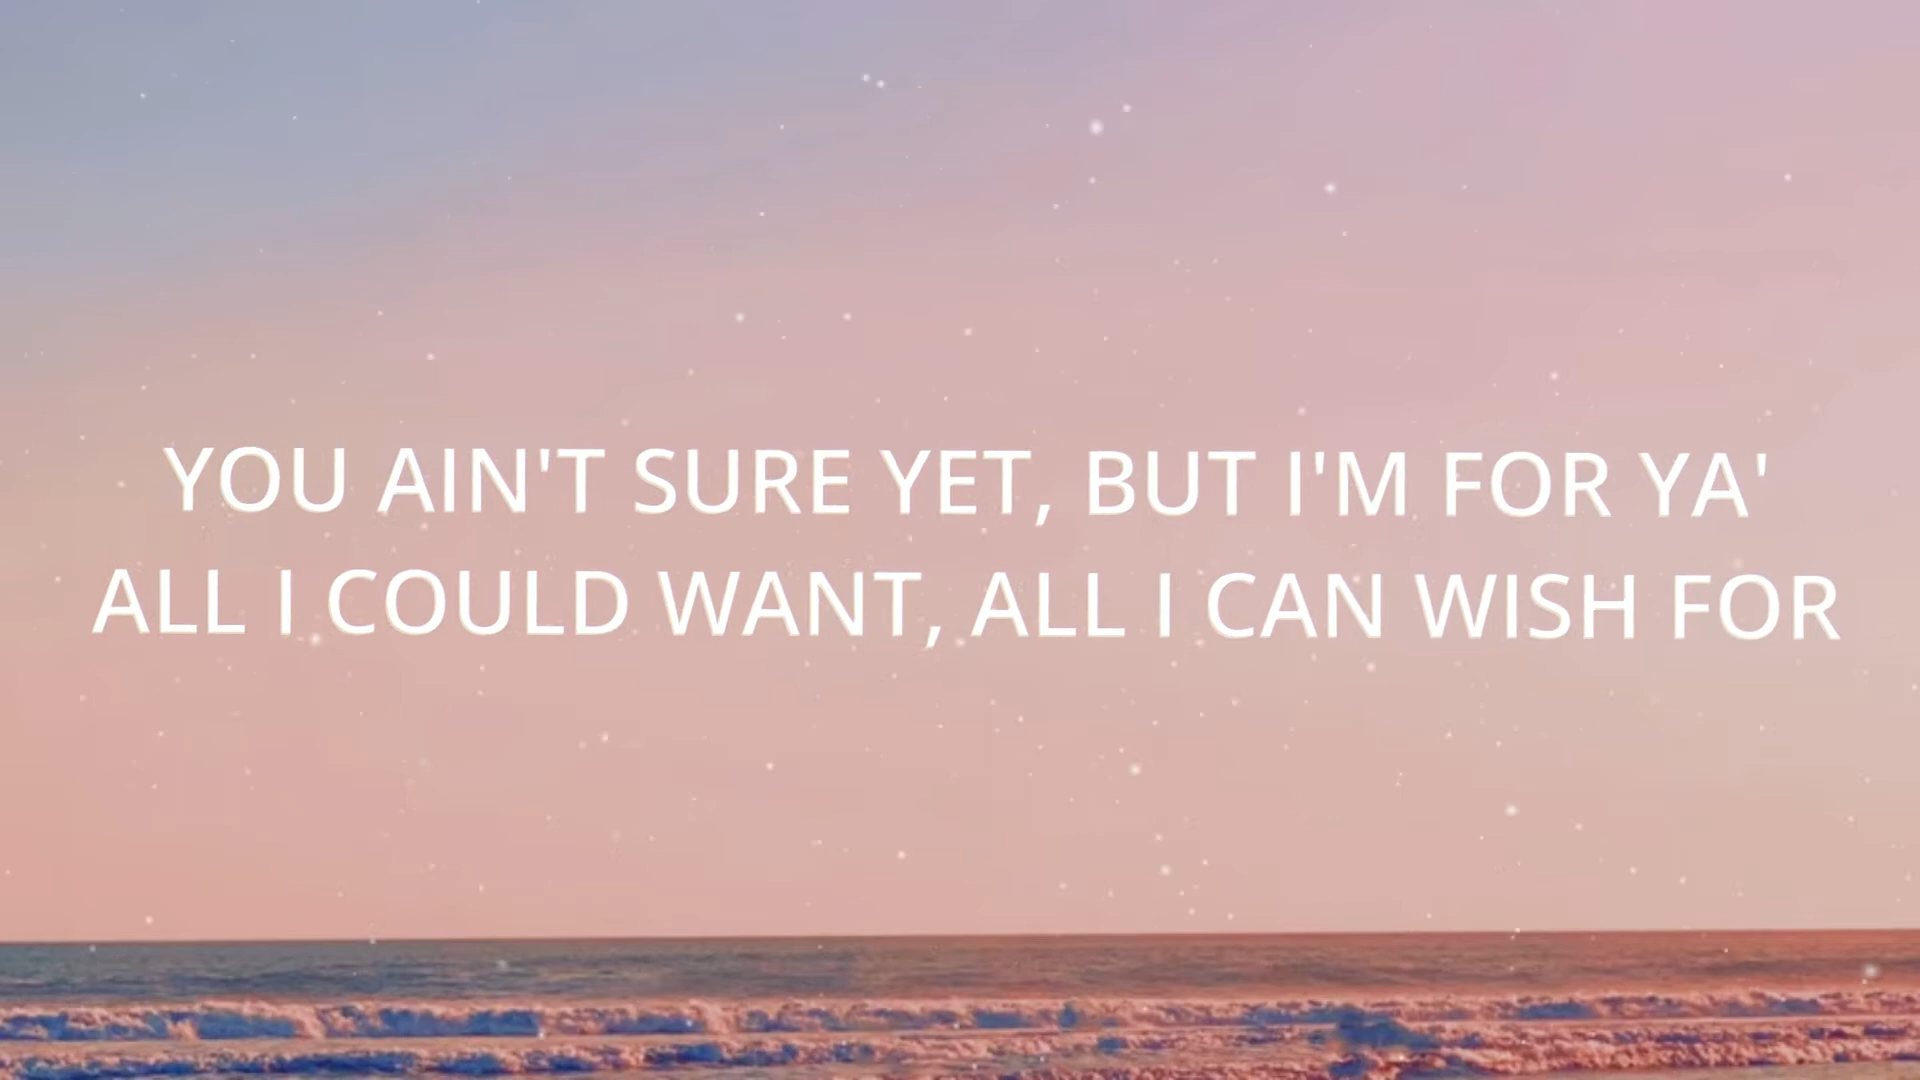 YOU AIN'T SURE YET, BUT I'M FOR YA'
ALL I COULD WANT, ALL I CAN WISH FOR